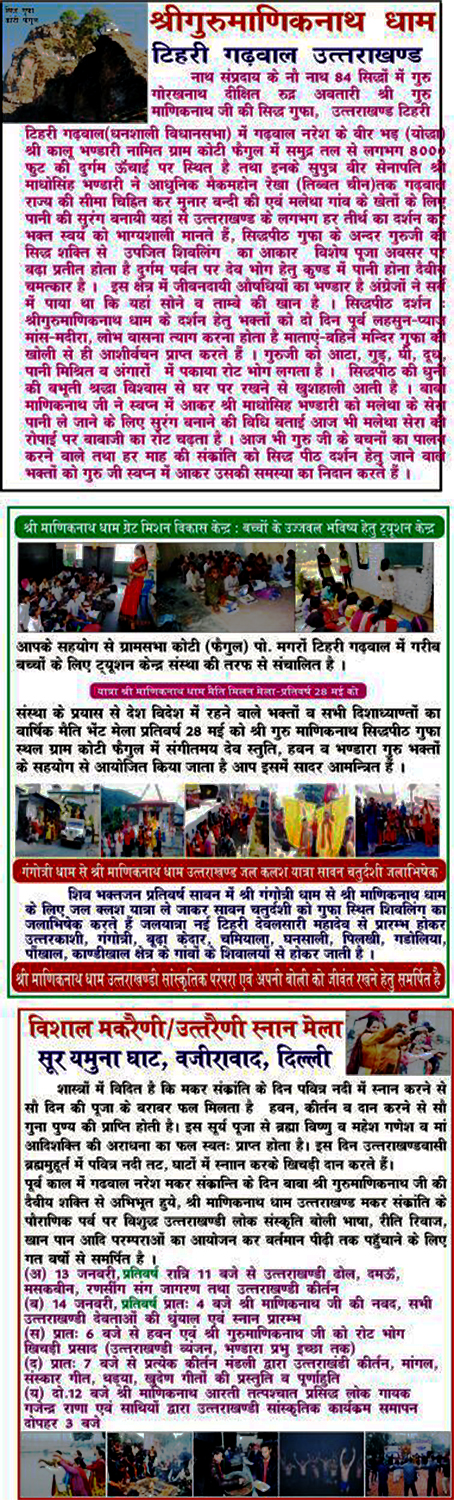 सिद्ध गुफा
कोटी फैगुल
श्रीगुरुमाणिकनाथ धाम
टिहरी गढ़वाल उत्तराखण्ड
नाथ संप्रदाय के नौ नाथ 84 सिद्धों में गुरु
गोरखनाथ दीक्षित रुद्र अवतारी श्री गुरु
माणिकनाथ जी की सिद्ध गुफा, उत्तराखण्ड टिहरी
टिहरी गढ़वाल(घनशाली विधानसभा) में गढ़वाल नरेश के वीर भड़ (योद्धा)
श्री कालू भण्डारी नामित ग्राम कोटी फैगुल में समुद्र तल से लगभग 8000
फुट की दुर्गम ऊँचाई पर स्थित है तथा इनके सुपुत्र वीर सेनापति श्री
माधोसिंह भण्डारी ने आधुनिक मैकमहोन रेखा (तिब्बत चीन)तक गढ़वाल
राज्य की सीमा चिहित कर मुनार बन्दी की एवं मलेथा गांव के खेतों के लिए
पानी की सुरंग बनायी यहां से उत्तराखण्ड के लगभग हर तीर्थ का दर्शन कर
भक्त स्वयं को भाग्यशाली मानते हैं, सिद्धपीठ गुफा के अन्दर गुरुजी की
सिद्ध शक्ति से उपजित शिवलिंग का आकार विशेष पूजा अवसर पर
बढ़ा प्रतीत होता है दुर्गम पर्वत पर देव भोग हेतु कुण्ड में पानी होना दैवीय
चमत्कार है । इस क्षेत्र में जीवनदायी औषधियों का भण्डार है अंग्रेजों ने सर्व
में पाया था कि यहां सोने व ताम्बे की खान है । सिद्धपीठ दर्शन :
श्रीगुरुमाणिकनाथ धाम के दर्शन हेतु भक्तों को दो दिन पूर्व लहसुन-प्याज
मांस-मदीरा, लोभ वासना त्याग करना होता है माताएं-बहिनें मन्दिर गुफा की
खोली से ही आशीर्वचन प्राप्त करते हैं । गुरुजी को आटा, गुड़, घी, दूध,
पानी मिश्रित व अंगारों में पकाया रोट भोग लगता है । सिद्धपीठ की धुनी
की बभूती श्रद्धा विश्वास से घर पर रखने से खुशहाली आती है । बाबा
माणिकनाथ जी ने स्वप्न में आकर श्री माधोसिंह भण्डारी को मलेथा के सेरा
पानी ले जाने के लिए सुरंग बनाने की विधि बताई आज भी मलेथा सेरा की
रोपाई पर बाबाजी का रोट चढ़ता है । आज भी गुरु जी के वचनों का पालन
करने वाले तथा हर माह की संक्रांति को सिद्ध पीठ दर्शन हेतु जाने वाले
भक्तों को गुरु जी स्वप्न में आकर उसकी समस्या का निदान करते हैं ।
श्री माणिकनाथ धाम ग्रेट मिशन विकास केन्द्र : बच्चों के उज्जवल भविष्य हेतु ट्यूशन केन्द्र
आपके सहयोग से ग्रामसभा कोटी (फैगुल) पो. मगरों टिहरी गढ़वाल में गरीब
बच्चों के लिए ट्यूशन केन्द्र संस्था की तरफ से संचालित है ।
यात्रा श्री माणिकनाथ धाम मैति मिलन मेला-प्रतिवर्ष 28 मई को
संस्था के प्रयास से देश विदेश में रहने वाले भक्तों व सभी दिशाध्याण्तों का
वार्षिक मैति भेंट मेला प्रतिवर्ष 28 मई को श्री गुरु माणिकनाथ सिद्धपीठ गुफा
स्थल ग्राम कोटी फैगुल में संगीतमय देव स्तुति, हवन व भण्डारा गुरु भक्तों
के सहयोग से आयोजित किया जाता है आप इसमें सादर आमन्त्रित हैं ।
गंगोत्री धाम से श्री माणिकनाथ धाम उत्तराखण्ड जल कलश यात्रा सावन चतुर्दशी जलाभिषेक
शिव भक्तजन प्रतिवर्ष सावन में श्री गंगोत्री धाम से श्री माणिकनाथ धाम
के लिए जल क्लश यात्रा ले जाकर सावन चतुर्दशी को गुफा स्थित शिवलिंग का
जलाभिषेक करते हैं जलयात्रा नई टिहरी देवलसारी महादेव से प्रारम्भ होकर
उत्तरकाशी, गंगोत्री, बूढ़ा केदार, चमियाला, घनसाली, पिलखी, गडोलिया,
पोखाल, काण्डीखाल क्षेत्र के गांवों के शिवालयों से होकर जाती है ।
श्री माणिकनाथ धाम उत्तराखण्डी सांस्कृतिक परंपरा एवं अपनी बोली को जीवंत रखने हेतु समर्पित है
विशाल मकरैणी/उत्तरैणी स्नान मेला
सूर यमुना घाट, वजीरावाद, दिल्ली
शास्त्रों में विदित है कि मकर संक्रांति के दिन पवित्र नदी में स्नान करने से
सौ दिन की पूजा के बराबर फल मिलता है हवन, कीर्तन व दान करने से सौ
गुना पुण्य की प्राप्ति होती है। इस सूर्य पूजा से ब्रह्मा विष्णु व महेश गणेश व मां
आदिशक्ति की अराधना का फल स्वतः प्राप्त होता है। इस दिन उत्तराखण्डवासी
ब्रह्ममुहूर्त में पवित्र नदी तट, घाटों में स्नाान करके खिचड़ी दान करते हैं।
पूर्व काल में गढवाल नरेश मकर संक्रान्ति के दिन बाबा श्री गुरुमाणिकनाथ जी की
दैवीय शक्ति से अभिभूत हुये, श्री माणिकनाथ धाम उत्तराखण्ड मकर संक्रांति के
पौराणिक पर्व पर विशुद्ध उत्तराखण्डी लोक संस्कृति बोली भाषा, रीति रिवाज,
खान पान आदि परम्पराओं का आयोजन कर वर्तमान पीढ़ी तक पहुँचाने के लिए
गत वर्षों से समर्पित है ।
(अ) 13 जनवरी, प्रतिवर्ष रात्रि 11 बजे से उत्तराखण्डी ढोल, दमऊँ,
मसकवीन, रणसींग संग जागरण तथा उत्तराखण्डी कीर्तन
(ब) 14 जनवरी, प्रतिवर्ष प्रातः 4 बजे श्री माणिकनाथ जी की नवद, सभी
उत्तराखण्डी देवताओं की धुंयाल एवं स्नान प्रारम्भ
(स) प्रातः 6 बजे से हवन एवं श्री गुरुमाणिकनाथ जी को रोट भोग
खिचड़ी प्रसाद (उत्तराखण्डी व्यंजन, भण्डारा प्रभु इच्छा तक)
(द) प्रातः 7 बजे से प्रत्येक कीर्तन मंडली द्वारा उत्तराखंडी कीर्तन, मांगल,
संस्कार गीत, थड़या, खुदेण गीतों की प्रस्तुति व पूर्णाहुति
(य) दो.12 बजे श्री माणिकनाथ आरती तत्पश्चात प्रसिद्ध लोक गायक
गजेन्द्र राणा एवं साथियों द्वारा उत्तराखण्डी सांस्कृतिक कार्यक्रम समापन
दोपहर 3 बजे